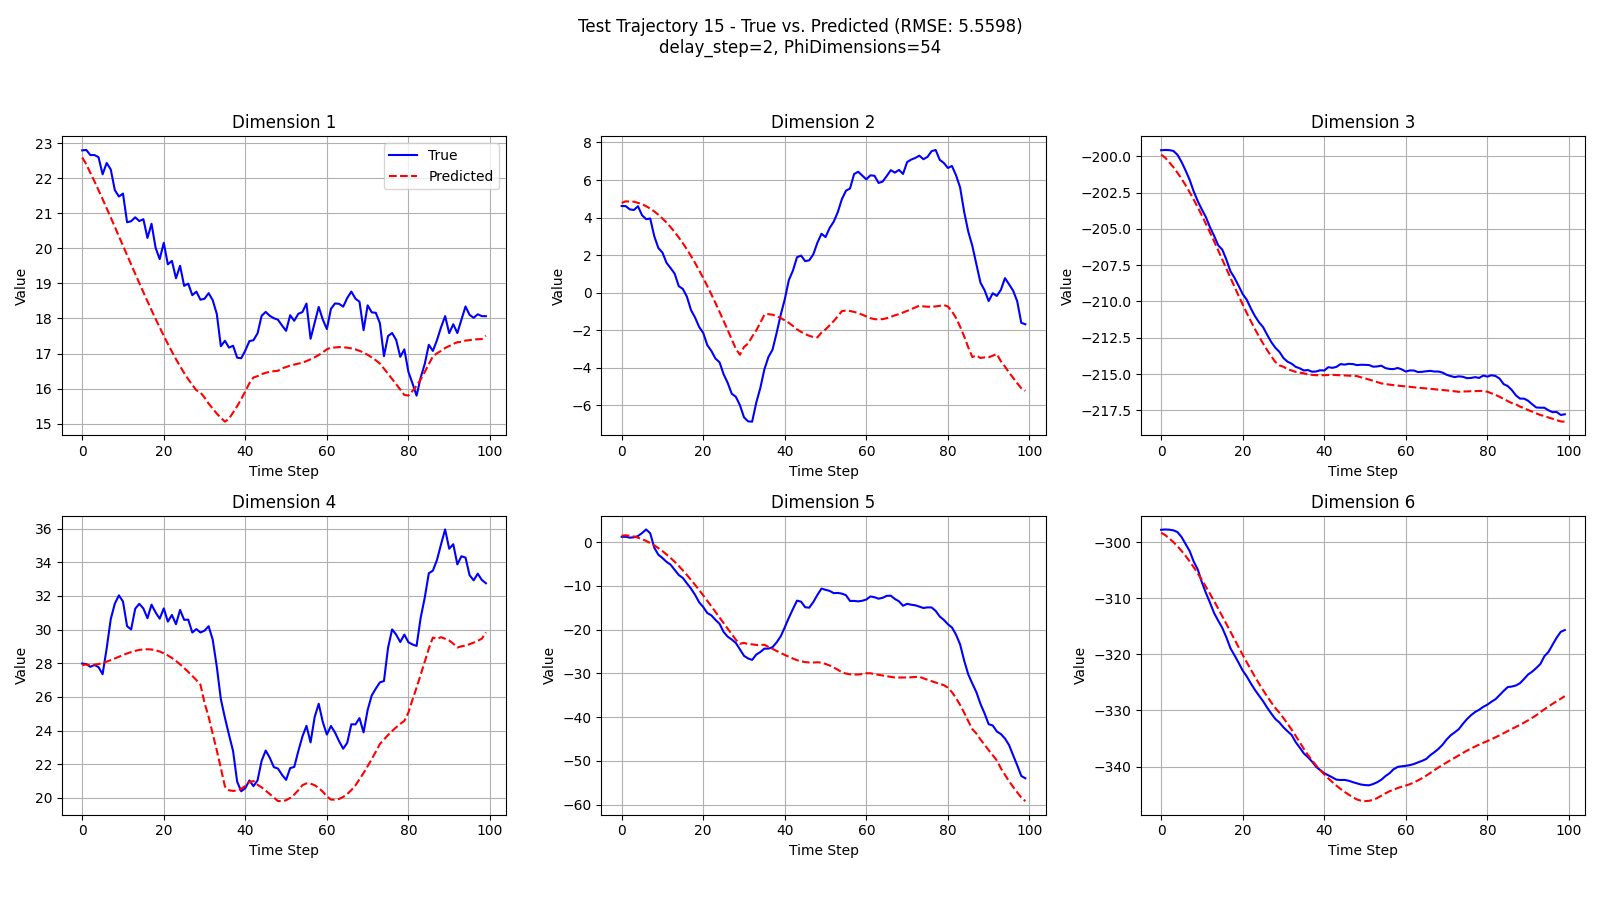 Test Trajectory 15 - True vs. Predicted (RMSE: 5.5598)
delay_step=2, PhiDimensions=54
Dimension 1
True
Predicted
23
22
21
20
19
18
17
16
15
Value
0 20 40 60 80 100
Time Step
Dimension 2
8
6
4
2
0
−2
−4
−6
Value
0 20 40 60 80 100
Time Step
Dimension 3
−200.0
−202.5
−205.0
−207.5
−210.0
−212.5
−215.0
−217.5
Value
0 20 40 60 80 100
Time Step
Dimension 4
36
34
32
30
28
26
24
22
20
Value
0 20 40 60 80 100
Time Step
Dimension 5
0
−10
−20
−30
−40
−50
−60
Value
0 20 40 60 80 100
Time Step
Dimension 6
−300
−310
−320
−330
−340
Value
0 20 40 60 80 100
Time Step